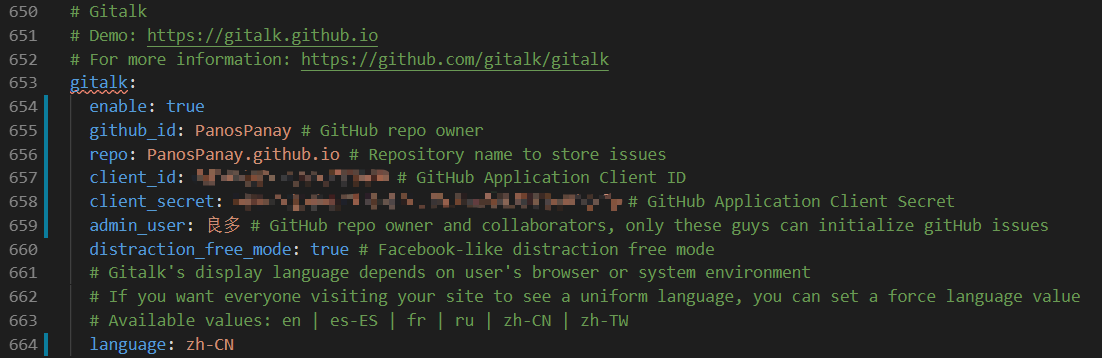 650 # Gitalk
651 # Demo: https://gitalk.github.io
652 # For more information: https://github.com/gitalk/gitalk
653 gitalk:
654 enable: true
655 github_id: PanosPanay # GitHub repo owner
656 repo: PanosPanay.github.io # Repository name to store issues
657 client_id: # GitHub Application Client ID
658 client_secret: # GitHub Application Client Secret
659 admin_user: 良多 # GitHub repo owner and collaborators, only these guys can initialize gitHub issues
660 distraction_free_mode: true # Facebook-like distraction free mode
661 # Gitalk's display language depends on user's browser or system environment
662 # If you want everyone visiting your site to see a uniform language, you can set a force language value
663 # Available values: en | es-ES | fr | ru | zh-CN | zh-TW
664 language: zh-CN